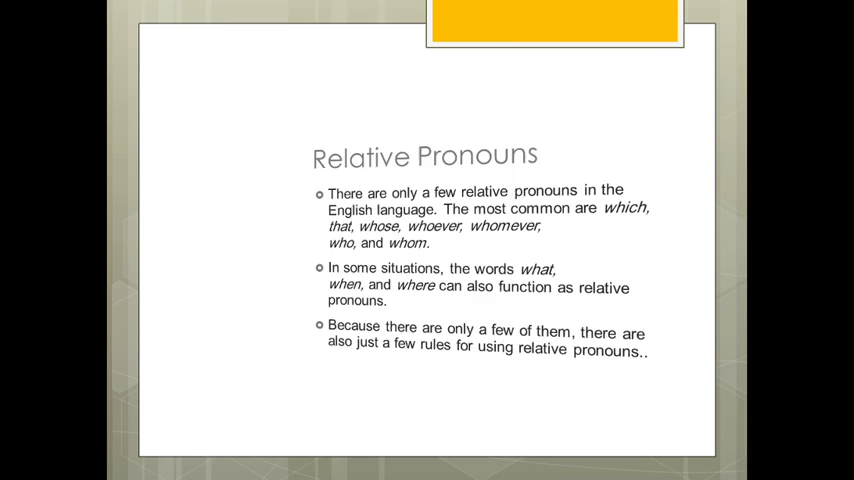 Relative Pronouns
There are only a few relative pronouns in the
English language. The most common are which,
that, whose, whoever, whomever,
who, and whom.
In some situations, the words what,
when, and where can also function as relative
pronouns.
Because there are only a few of them, there are
also just a few rules for using relative pronouns..